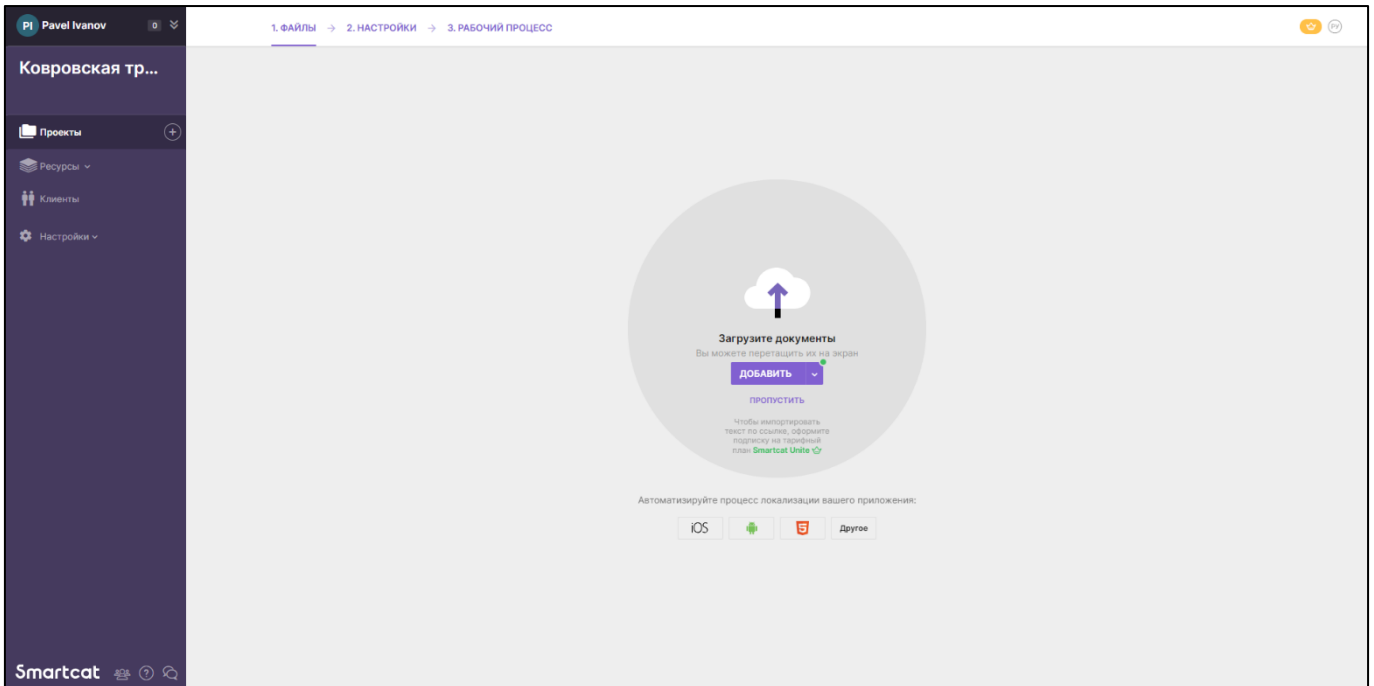 PI Pavel Ivanov 0
1. ФАЙЛЫ → 2. НАСТРОЙКИ → 3. РАБОЧИЙ ПРОЦЕСС
РУ
Ковровская тр...
Проекты
Ресурсы
Клиенты
Настройки
Загрузите документы
Вы можете перетащить их на экран
ДОБАВИТЬ
ПРОПУСТИТЬ
Чтобы импортировать
текст по ссылке, оформите
подписку на тарифный
план Smartcat Unite
Автоматизируйте процесс локализации вашего приложения:
iOS
5
Другое
Smartcat ?